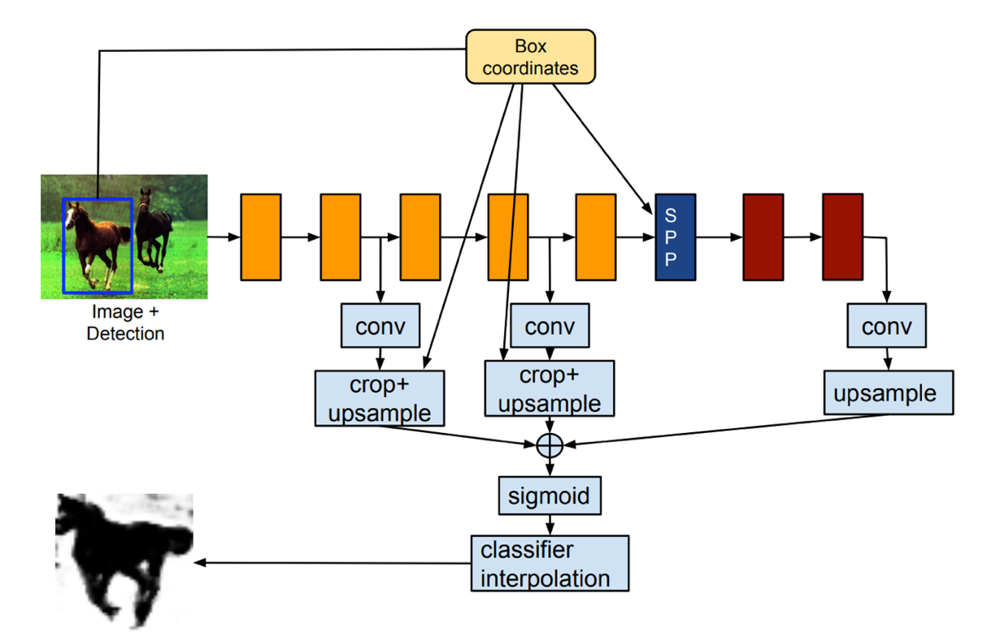 Box
coordinates
S
P
P
Image +
Detection
conv
conv
conv
crop+
upsample
crop+
upsample
upsample
sigmoid
classifier
interpolation